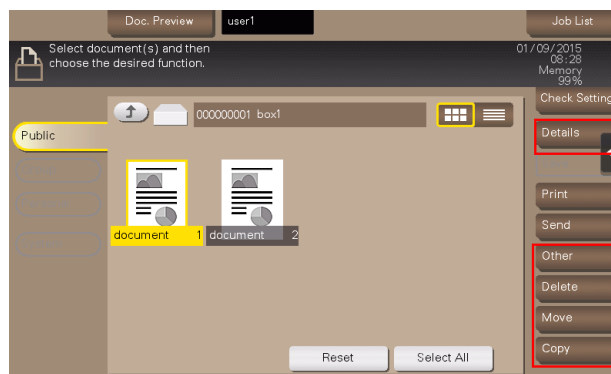 Doc. Preview
user1
Job List
Select document(s) and then
choose the desired function.
01/09/2015
08:28
Memory
99%
Check Setting
000000001 box1
Public
Details
Print
Send
document 1
document 2
Other
Delete
Move
Copy
Reset
Select All